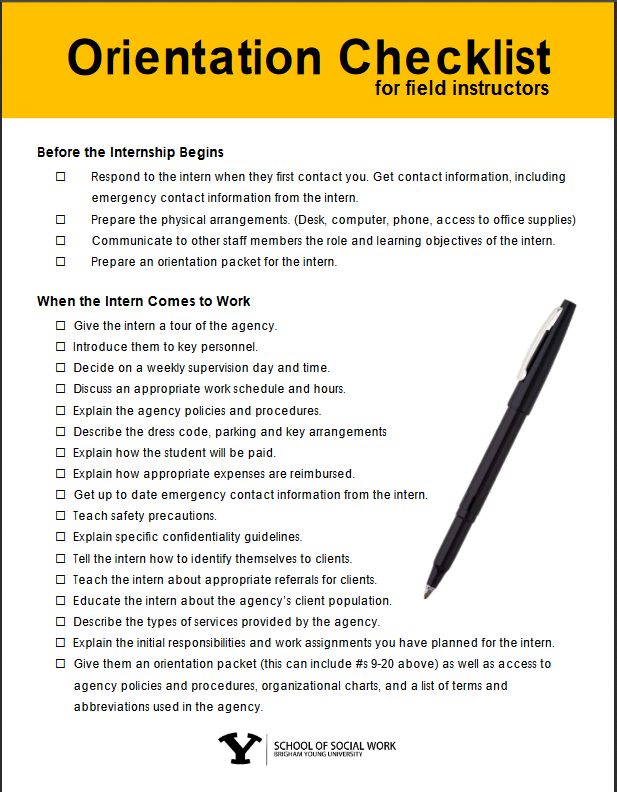 Orientation Checklist
for field instructors
Before the Internship Begins
☐ Respond to the intern when they first contact you. Get contact information, including
emergency contact information from the intern.
☐ Prepare the physical arrangements. (Desk, computer, phone, access to office supplies)
☐ Communicate to other staff members the role and learning objectives of the intern.
☐ Prepare an orientation packet for the intern.
When the Intern Comes to Work
☐ Give the intern a tour of the agency.
☐ Introduce them to key personnel.
☐ Decide on a weekly supervision day and time.
☐ Discuss an appropriate work schedule and hours.
☐ Explain the agency policies and procedures.
☐ Describe the dress code, parking and key arrangements
☐ Explain how the student will be paid.
☐ Explain how appropriate expenses are reimbursed.
☐ Get up to date emergency contact information from the intern.
☐ Teach safety precautions.
☐ Explain specific confidentiality guidelines.
☐ Tell the intern how to identify themselves to clients.
☐ Teach the intern about appropriate referrals for clients.
☐ Educate the intern about the agency’s client population.
☐ Describe the types of services provided by the agency.
☐ Explain the initial responsibilities and work assignments you have planned for the intern.
☐ Give them an orientation packet (this can include #s 9-20 above) as well as access to
agency policies and procedures, organizational charts, and a list of terms and
abbreviations used in the agency.
Y
SCHOOL OF SOCIAL WORK
BRIGHAM YOUNG UNIVERSITY